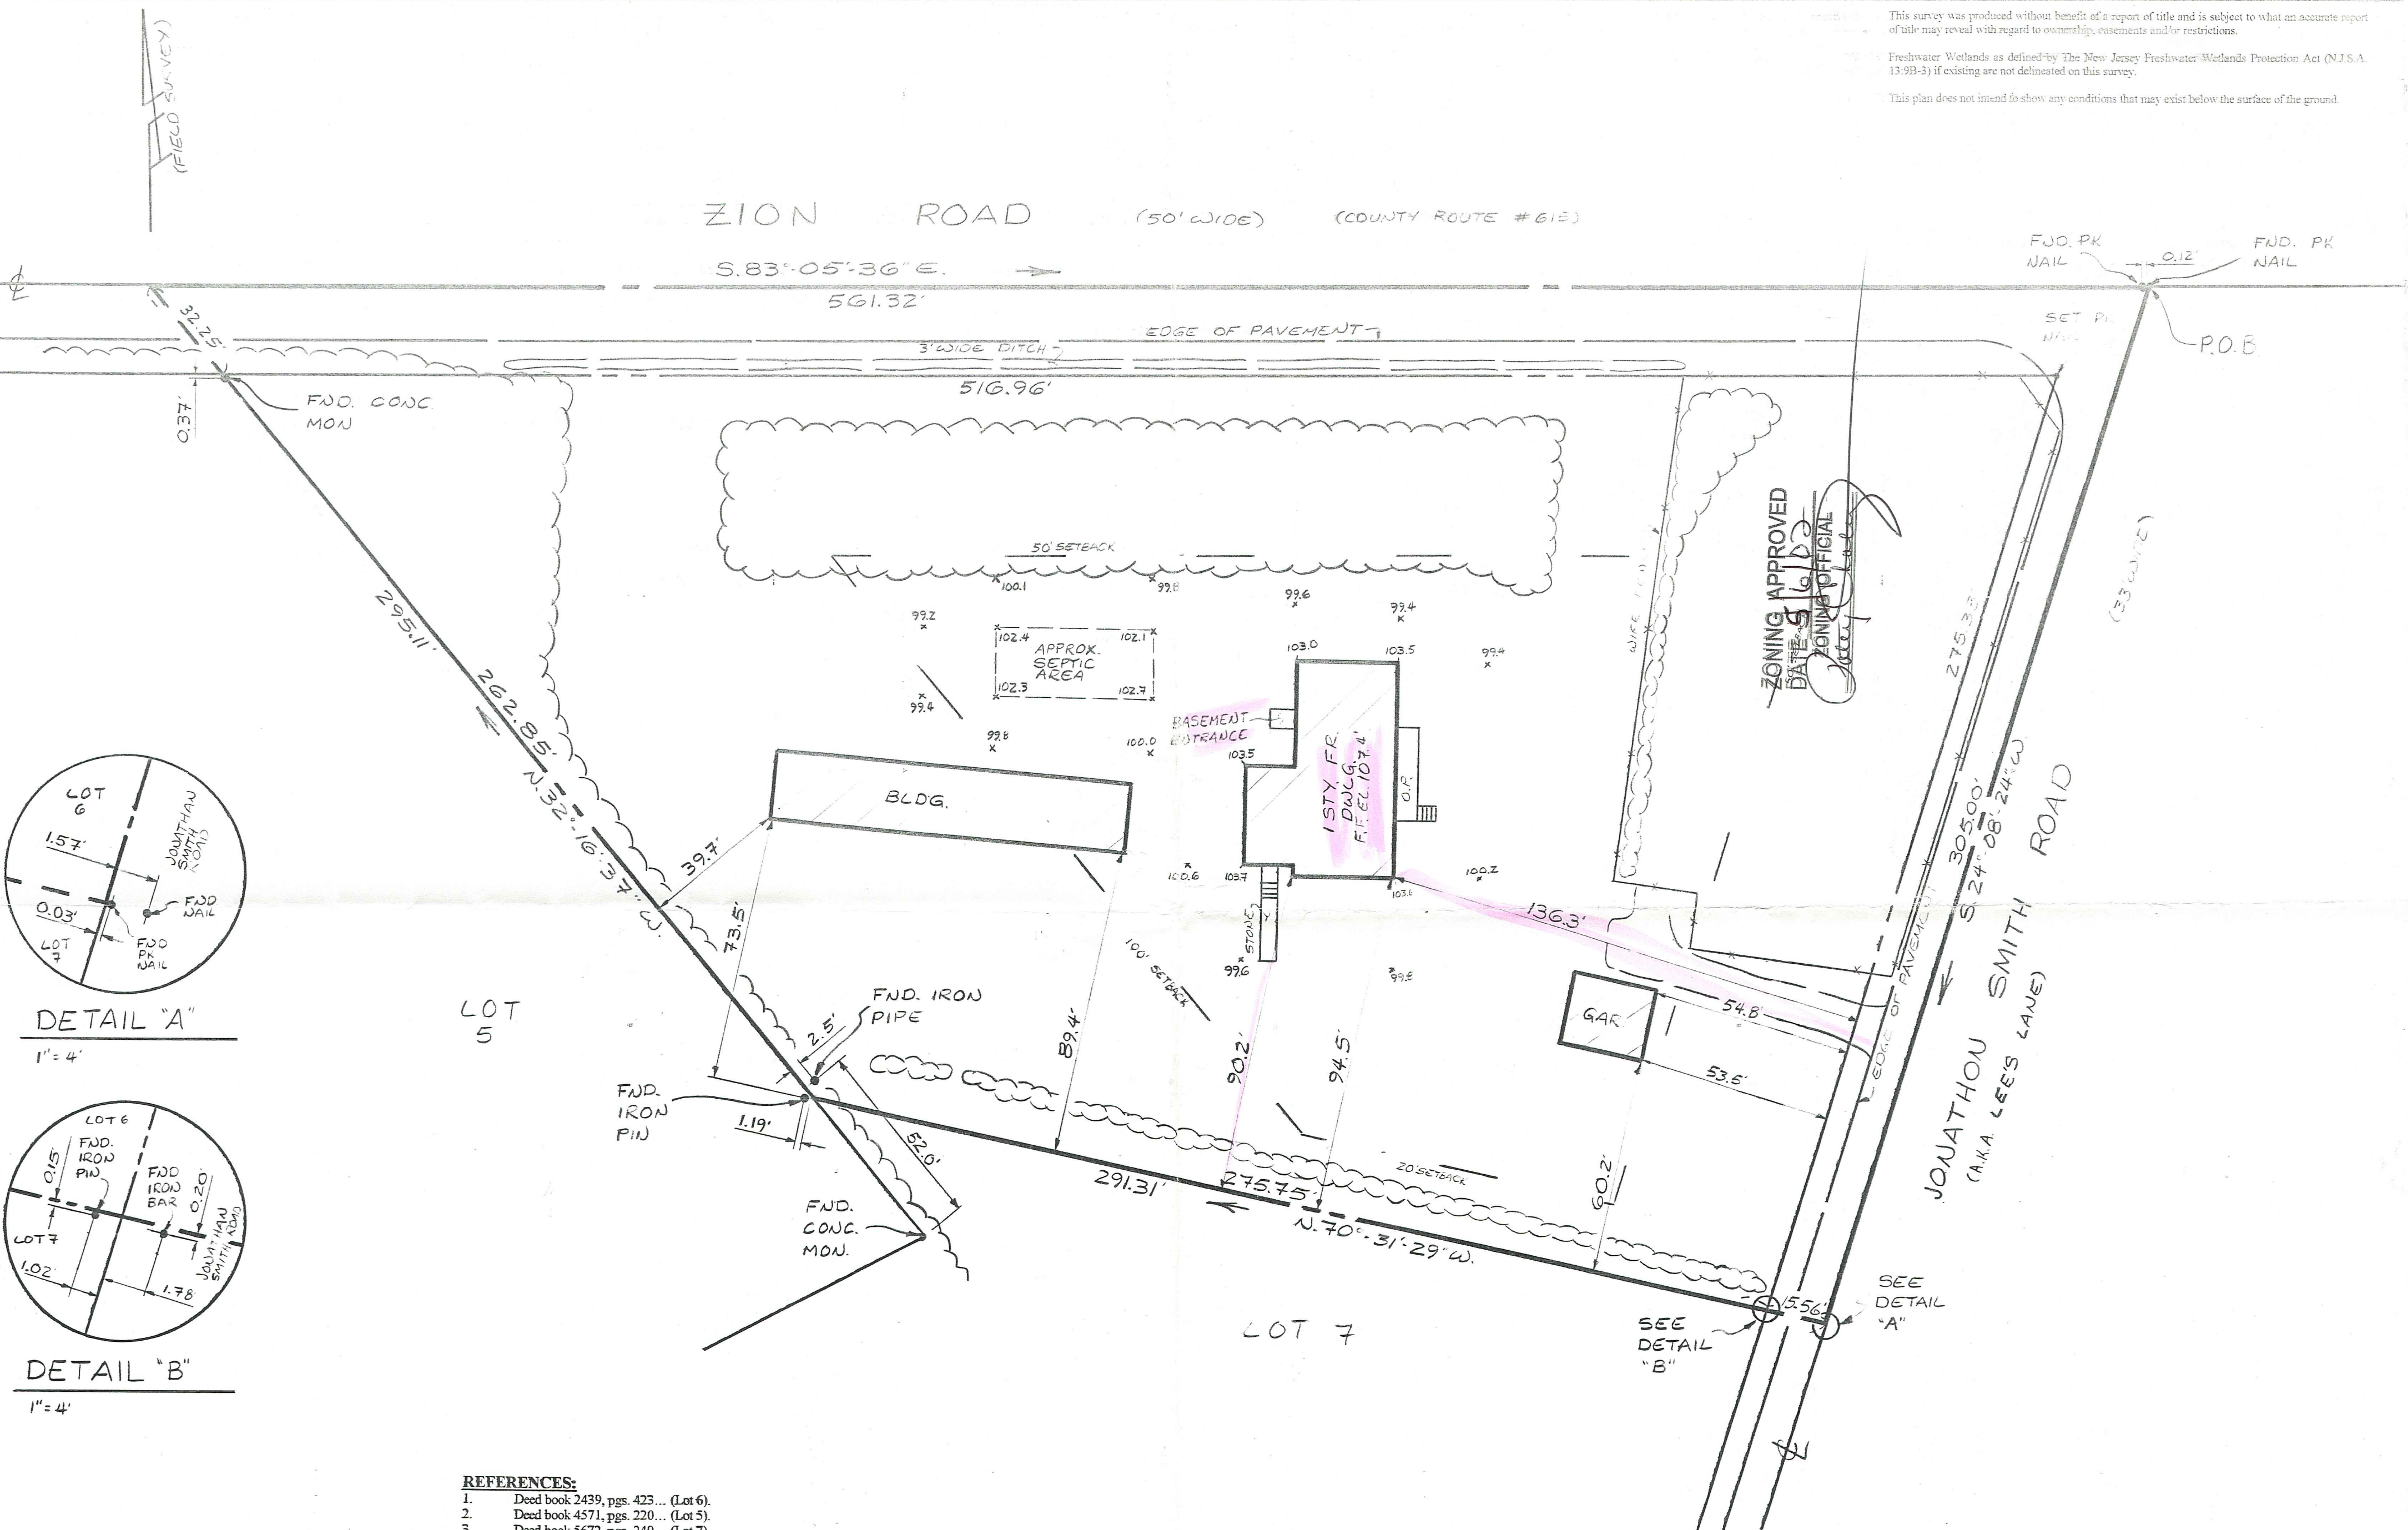 This survey was produced without benefit of a report of title and is subject to what an accurate report
of title may reveal with regard to ownership, easements and/or restrictions.
Freshwater Wetlands as defined by The New Jersey Freshwater Wetlands Protection Act (N.J.S.A.
13:9B-3) if existing are not delineated on this survey.
This plan does not intend to show any conditions that may exist below the surface of the ground.
(FIELD SURVEY)
ZION ROAD (50' WIDE) (COUNTY ROUTE #615)
FND. PK
NAIL
0.12'
FND. PK
NAIL
S.83°-05'-36"E.
561.32'
32.25'
EDGE OF PAVEMENT
SET PK
P.O.B.
3' WIDE DITCH
516.96'
0.37'
FND. CONC.
MON
50' SETBACK
100.1
99.8
99.2
99.6
99.4
102.4
102.1
APPROX.
SEPTIC
AREA
102.3
102.7
99.4
99.8
100.0
103.0
103.5
99.4
BASEMENT
ENTRANCE
103.5
1 STY. FR.
DWLG.
F.F. EL. 107.4'
O.P.
WIRE
ZONING APPROVED
DATE 5/6/02
ZONING OFFICIAL
(33' WIDE)
295.11'
262.85'
N.32°-16'-37"W.
BLDG.
39.7'
73.5'
89.4'
100.6
103.7
103.6
100.2
STONE
99.6
99.8
136.3'
100' SETBACK
90.2'
94.5'
GAR.
54.8'
53.5'
60.2'
EDGE OF PAVEMENT
305.00'
S.24°-08'-24"W.
JONATHON SMITH ROAD
(A.K.A. LEE'S LANE)
LOT
6
1.57'
JONATHAN
SMITH
ROAD
0.03'
FND
NAIL
LOT
7
FND
PK
NAIL
DETAIL "A"
1"=4'
LOT
5
FND. IRON
PIPE
2.5'
FND.
IRON
PIN
1.19'
52.0'
FND.
CONC.
MON.
291.31'
275.75'
N.70°-31'-29"W.
20' SETBACK
LOT 7
15.56'
SEE
DETAIL
"A"
SEE
DETAIL
"B"
LOT 6
FND.
IRON
PIN
0.15'
FND
IRON
BAR
0.20'
LOT 7
JONATHAN
SMITH ROAD
1.02'
1.78'
DETAIL "B"
1"=4'
REFERENCES:
1. Deed book 2439, pgs. 423... (Lot 6).
2. Deed book 4571, pgs. 220... (Lot 5).